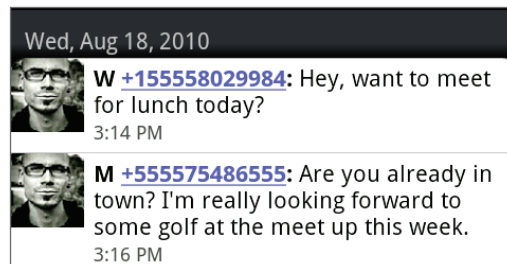 Wed, Aug 18, 2010
W +155558029984: Hey, want to meet
for lunch today?
3:14 PM
M +555575486555: Are you already in
town? I'm really looking forward to
some golf at the meet up this week.
3:16 PM